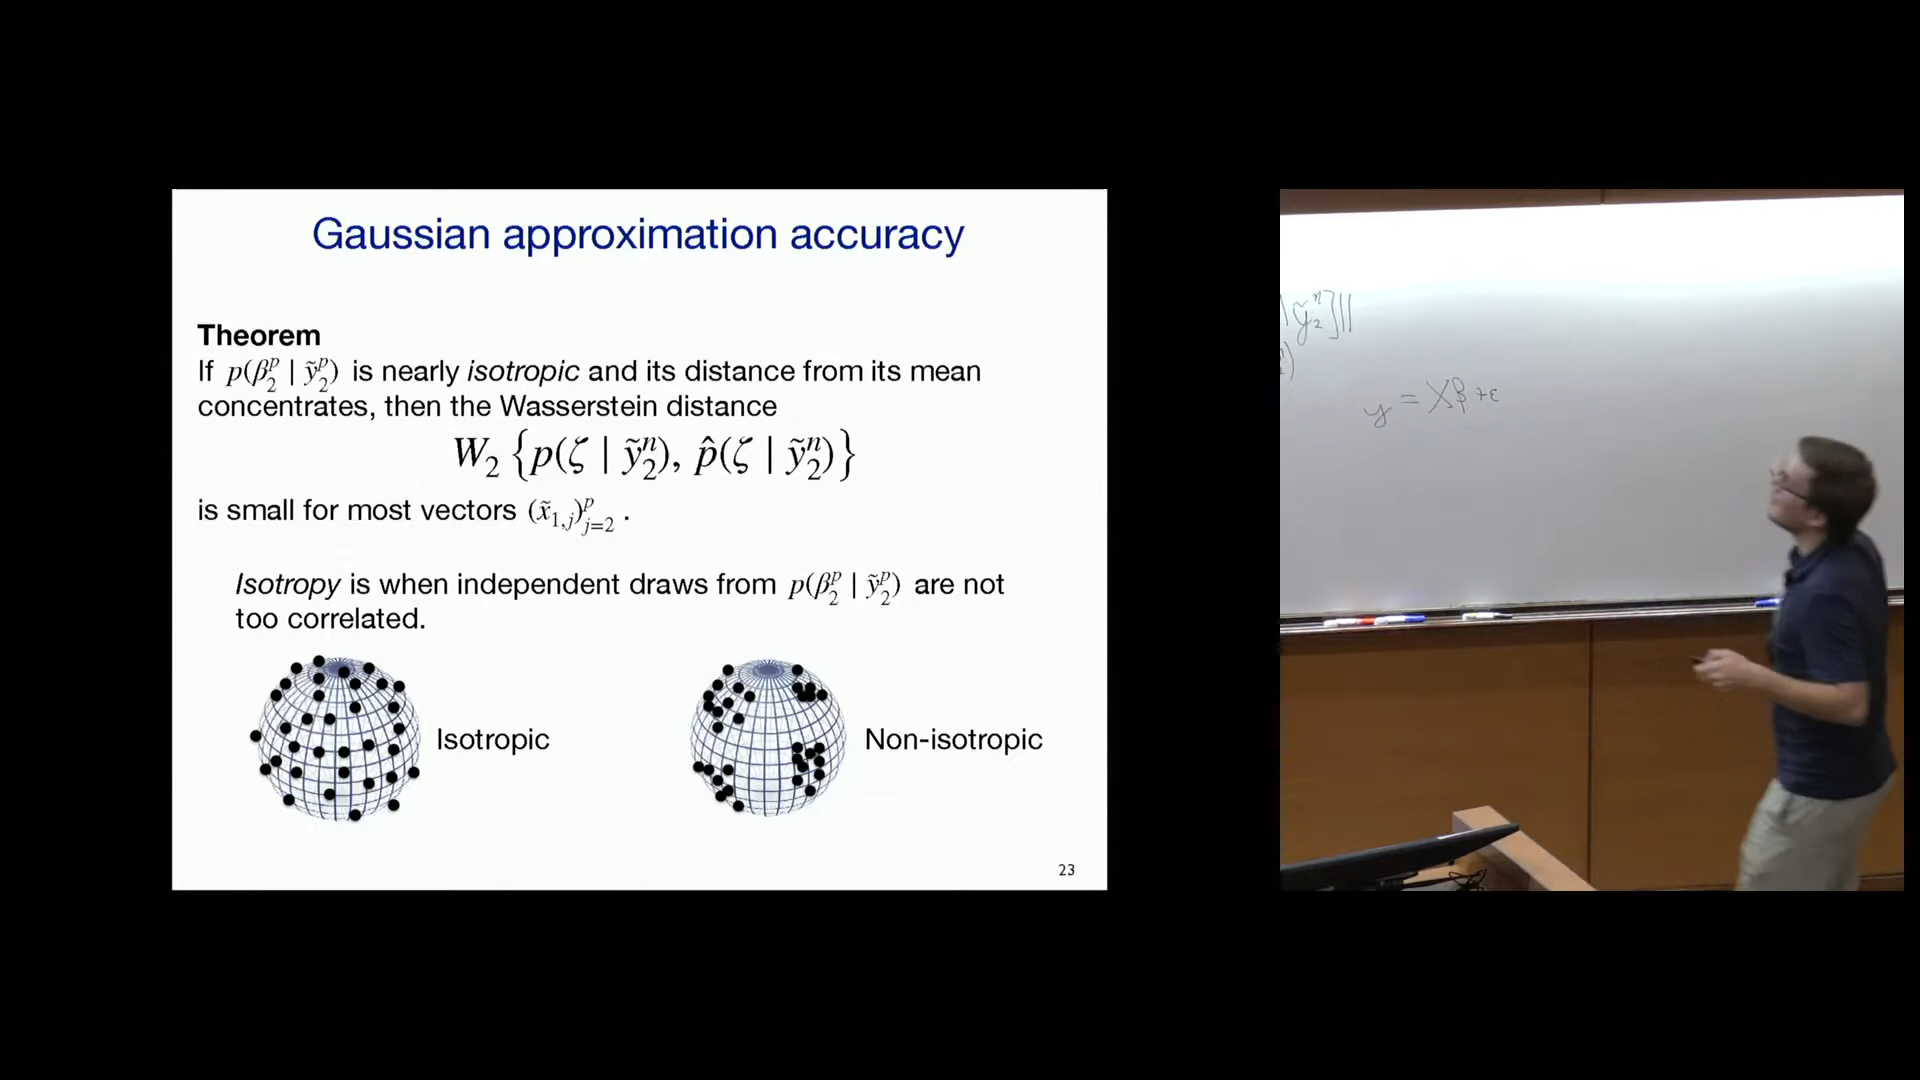 Gaussian approximation accuracy
Theorem
If p(β₂ᵖ | ỹ₂ᵖ) is nearly isotropic and its distance from its mean
concentrates, then the Wasserstein distance
W₂ {p(ζ | ỹ₂ⁿ), p̂(ζ | ỹ₂ⁿ)}
is small for most vectors (x̃₁,ⱼ)ᵖⱼ₌₂ .
Isotropy is when independent draws from p(β₂ᵖ | ỹ₂ᵖ) are not
too correlated.
Isotropic
Non-isotropic
23
ỹ₂ⁿ]||
y = Xβ+ε